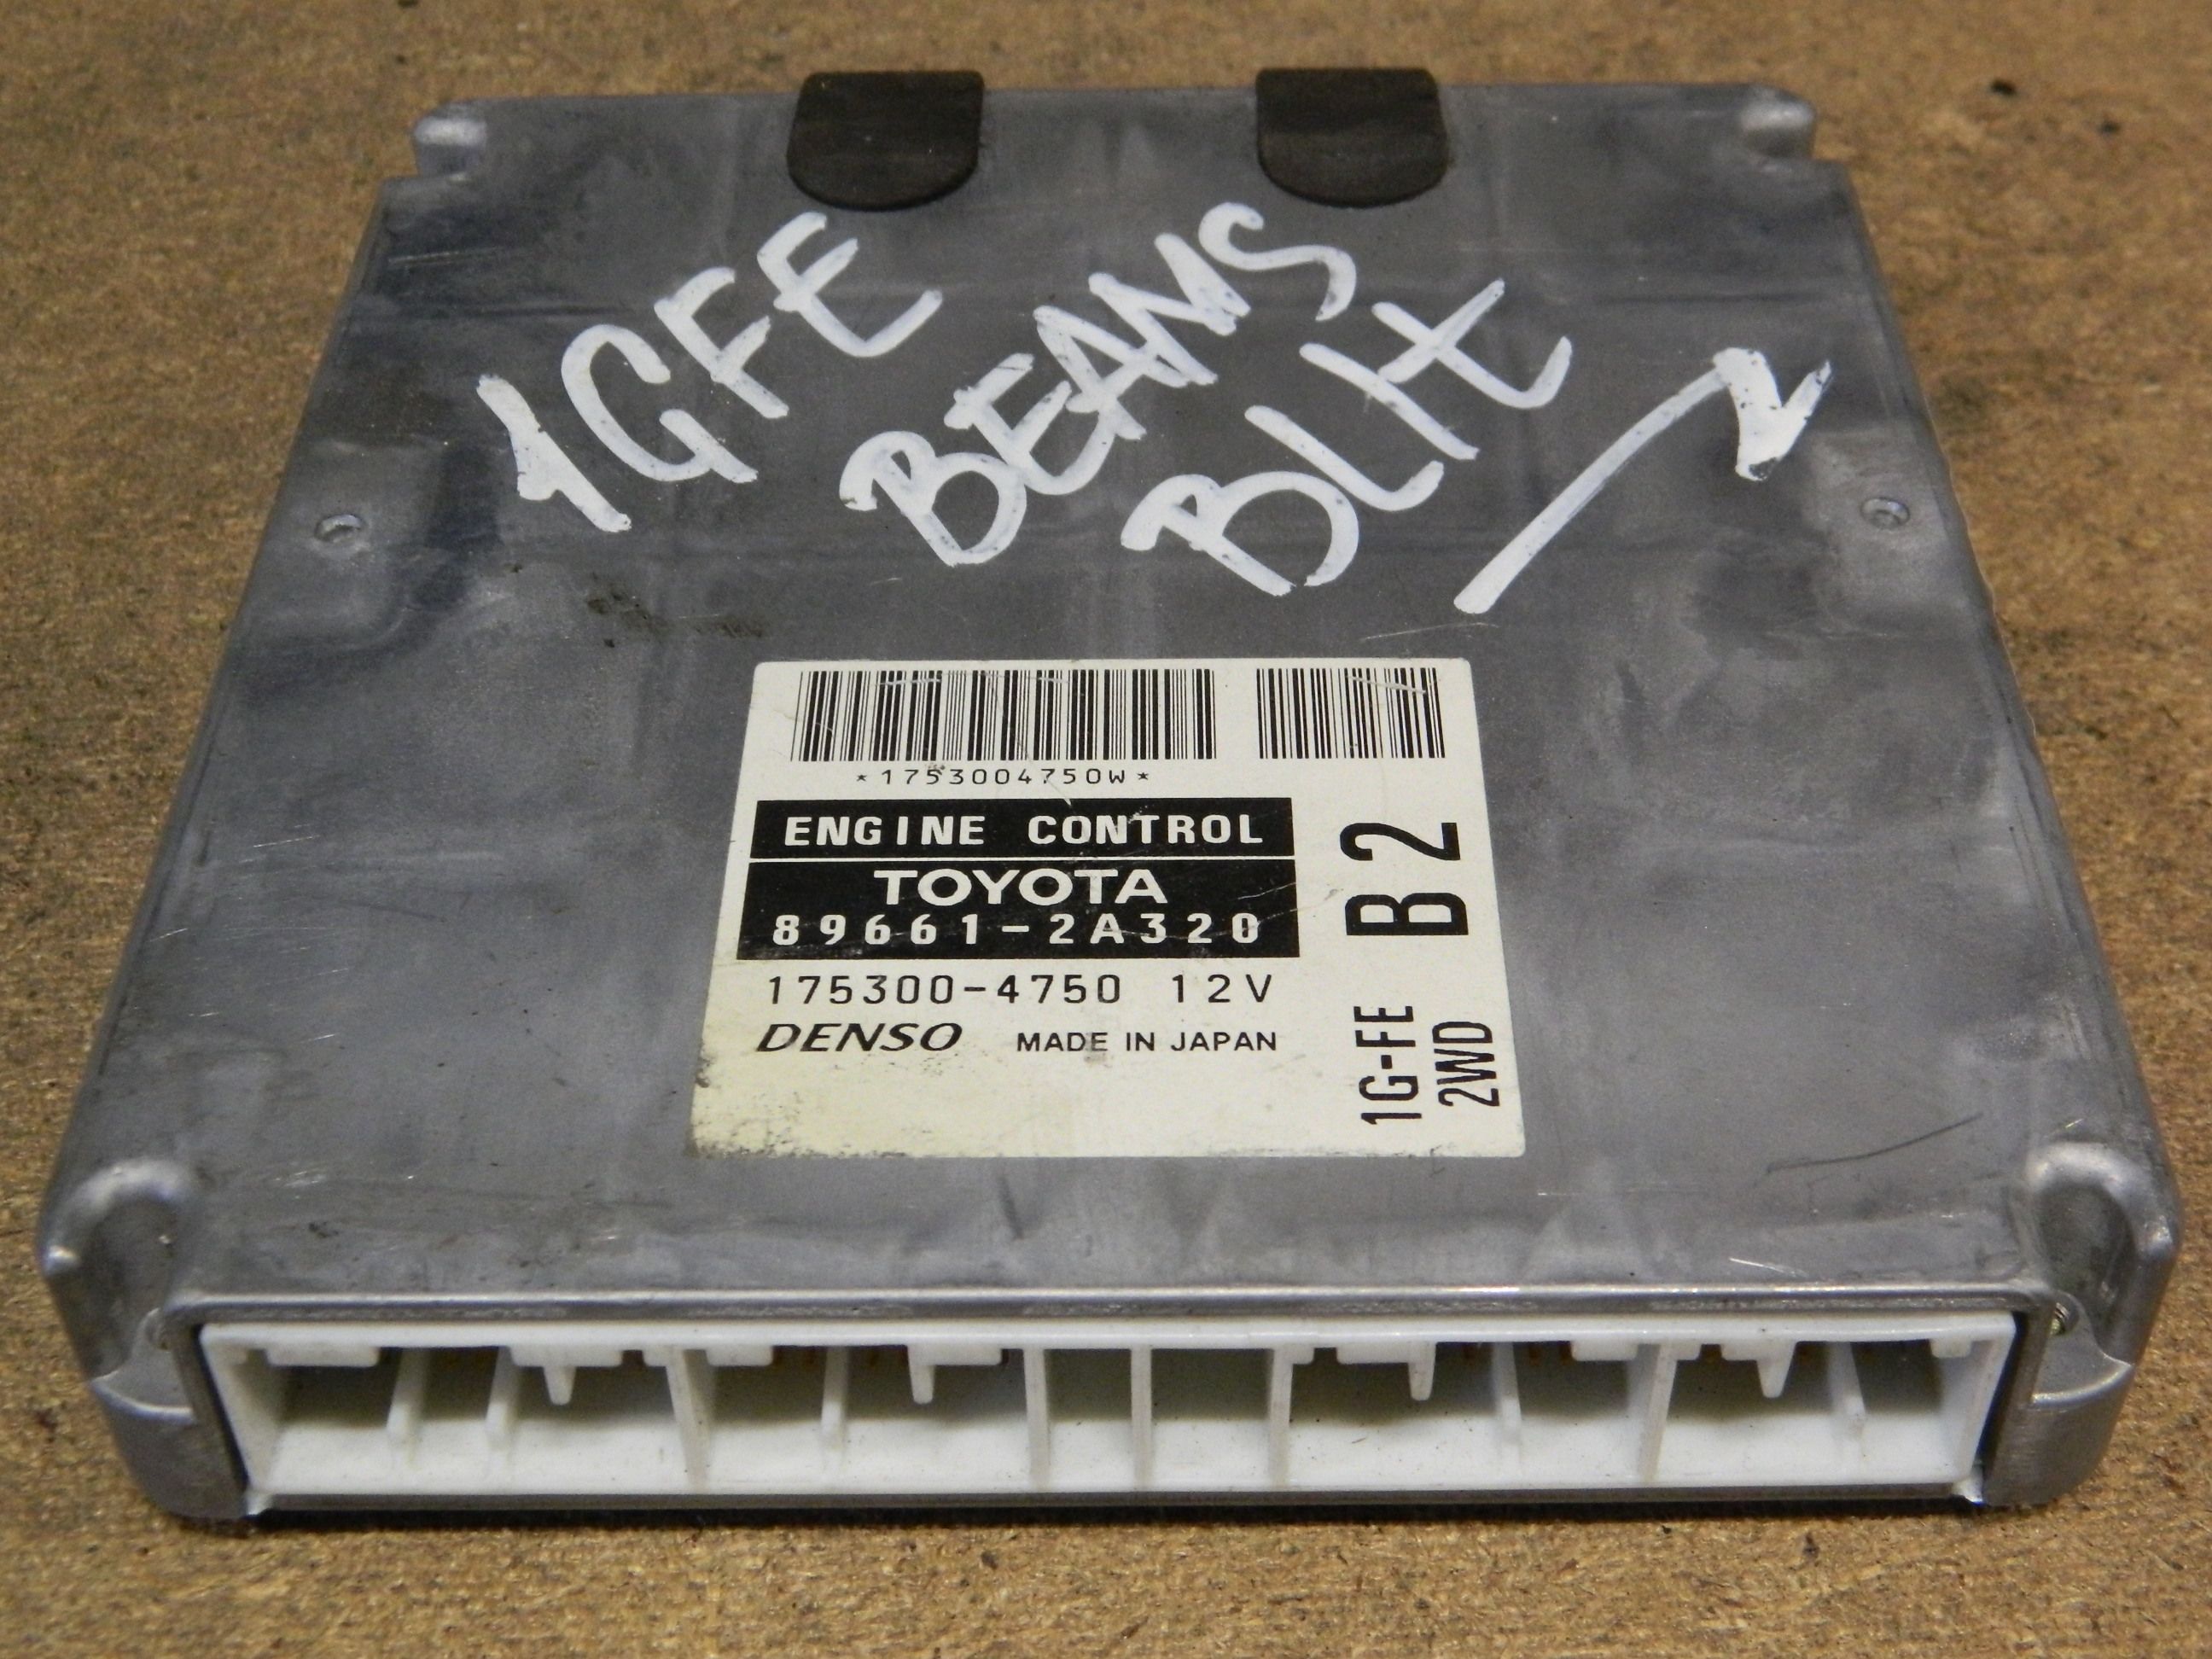 1GFE
BEAMS
BLIt
*1753004750W*
ENGINE CONTROL
TOYOTA
89661-2A320
175300-4750 12V
DENSO MADE IN JAPAN
B2
1G-FE
2WD